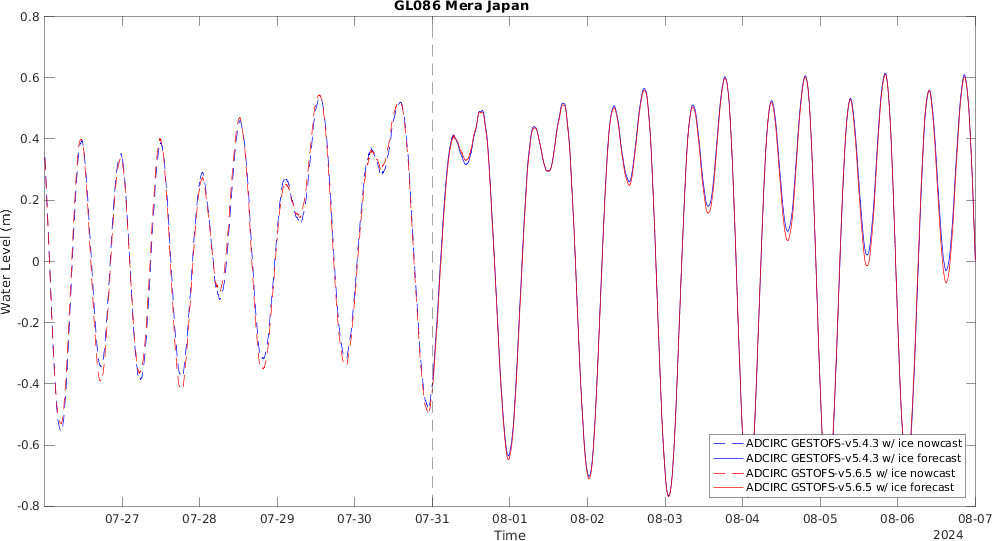 GL086 Mera Japan
Water Level (m)
0.8
0.6
0.4
0.2
0
-0.2
-0.4
-0.6
-0.8
ADCIRC GESTOFS-v5.4.3 w/ ice nowcast
ADCIRC GESTOFS-v5.4.3 w/ ice forecast
ADCIRC GSTOFS-v5.6.5 w/ ice nowcast
ADCIRC GSTOFS-v5.6.5 w/ ice forecast
07-27 07-28 07-29 07-30 07-31 08-01 08-02 08-03 08-04 08-05 08-06 08-07
Time
2024